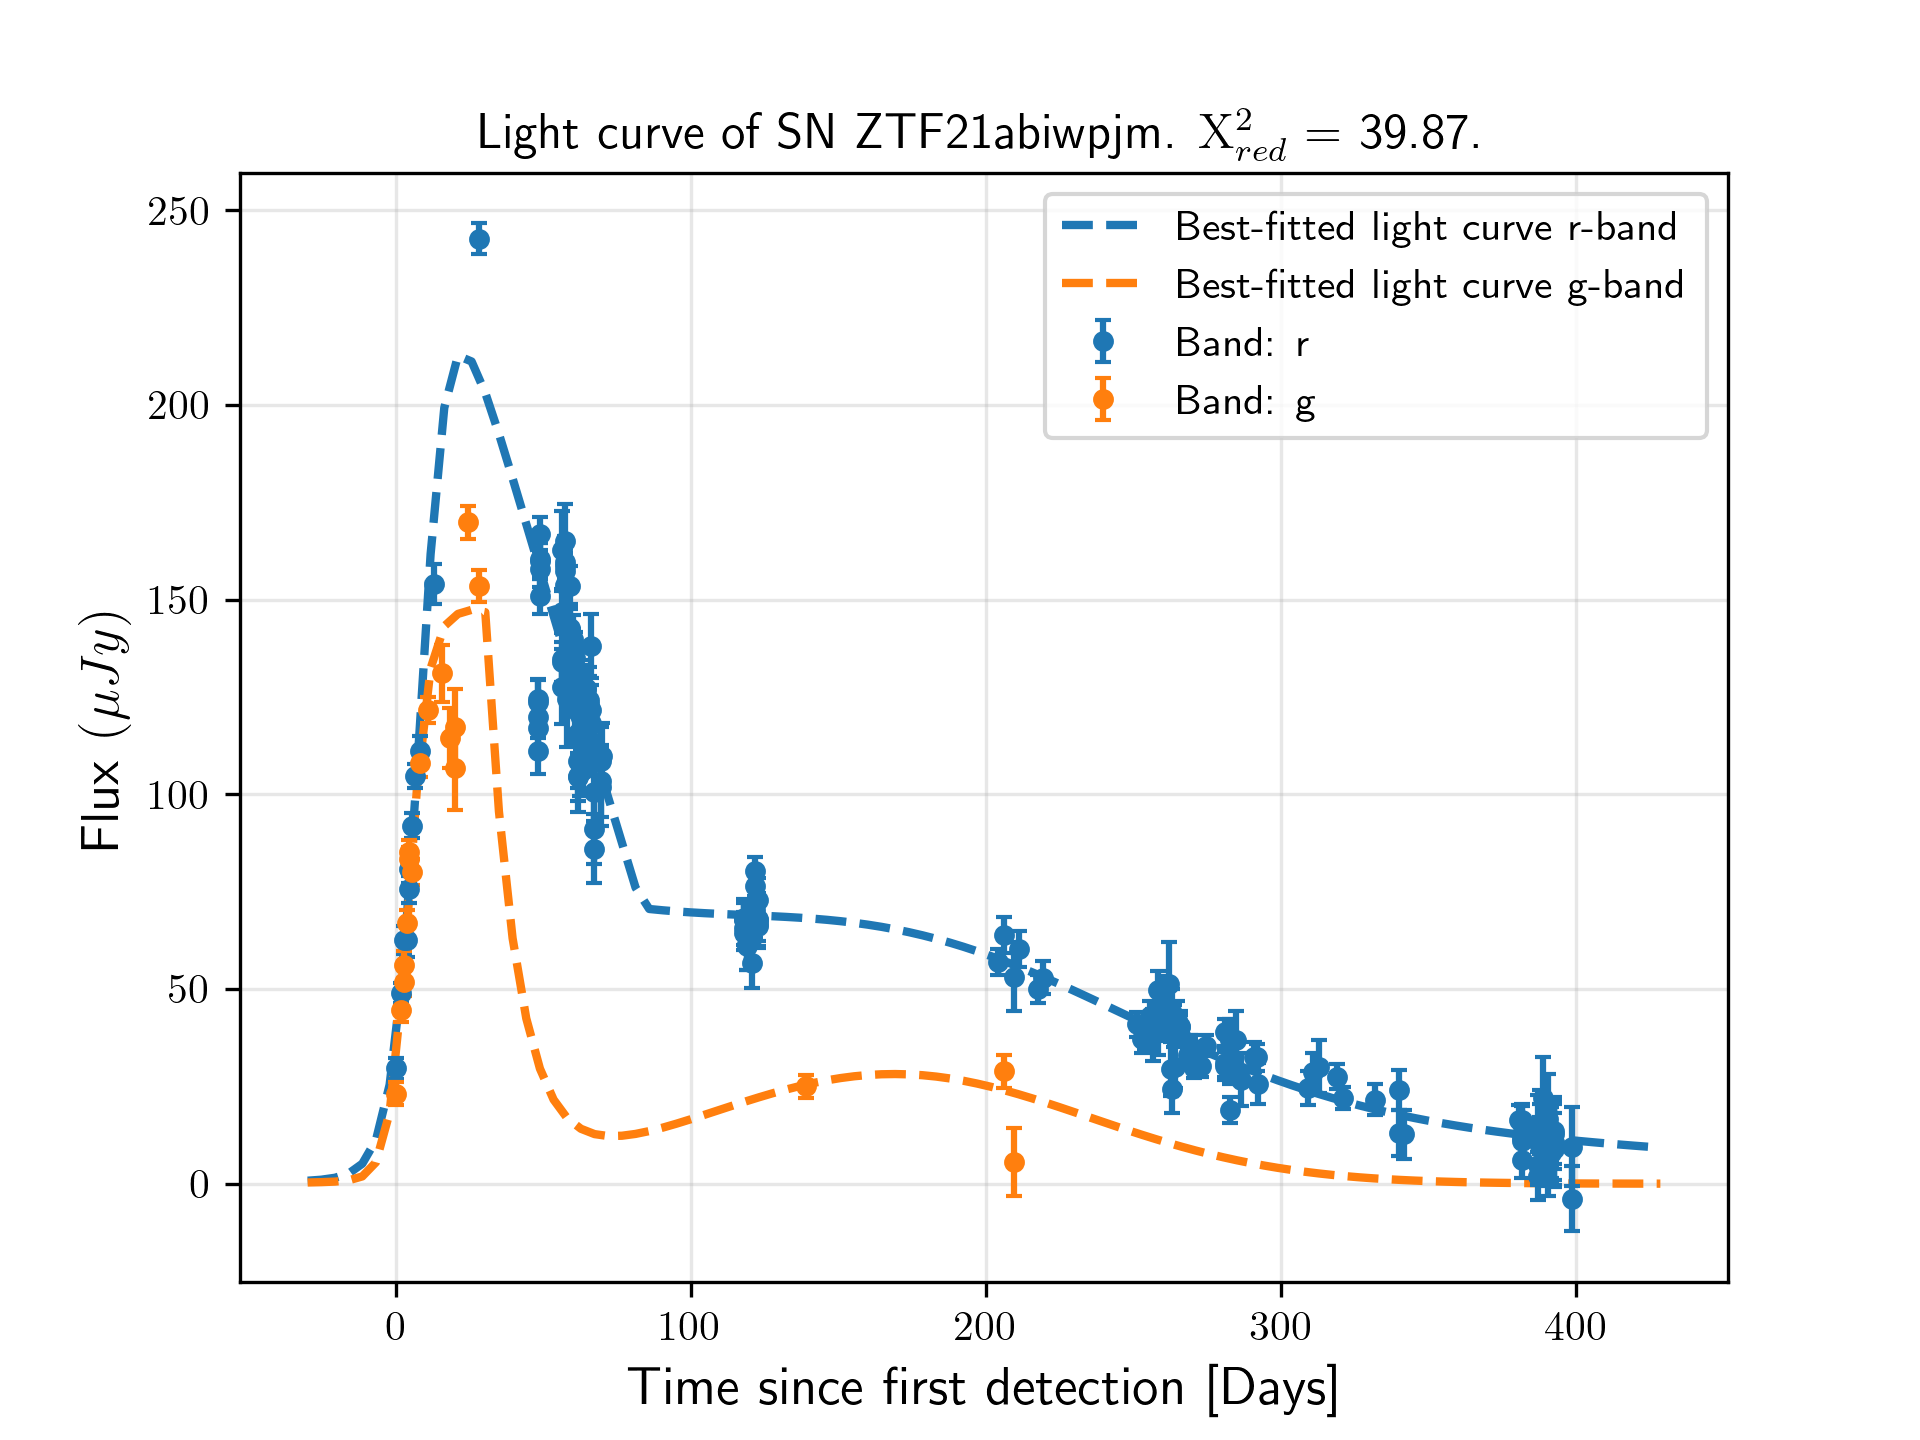 Light curve of SN ZTF21abiwpjm. X²_red = 39.87.
Best-fitted light curve r-band
Best-fitted light curve g-band
Band: r
Band: g
Flux (μJy)
250
200
150
100
50
0
0 100 200 300 400
Time since first detection [Days]